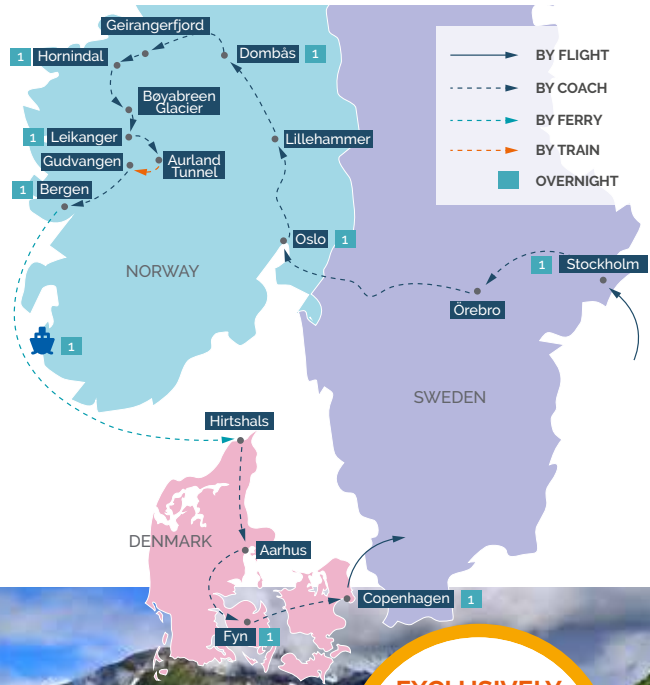 Geirangerfjord
1 Hornindal
Dombås 1
Bøyabreen
Glacier
1 Leikanger
Lillehammer
Gudvangen
Aurland
Tunnel
1 Bergen
Oslo 1
NORWAY
1 Stockholm
Örebro
1
SWEDEN
Hirtshals
DENMARK
Aarhus
Copenhagen 1
Fyn 1
BY FLIGHT
BY COACH
BY FERRY
BY TRAIN
OVERNIGHT
EXCLUSIVELY